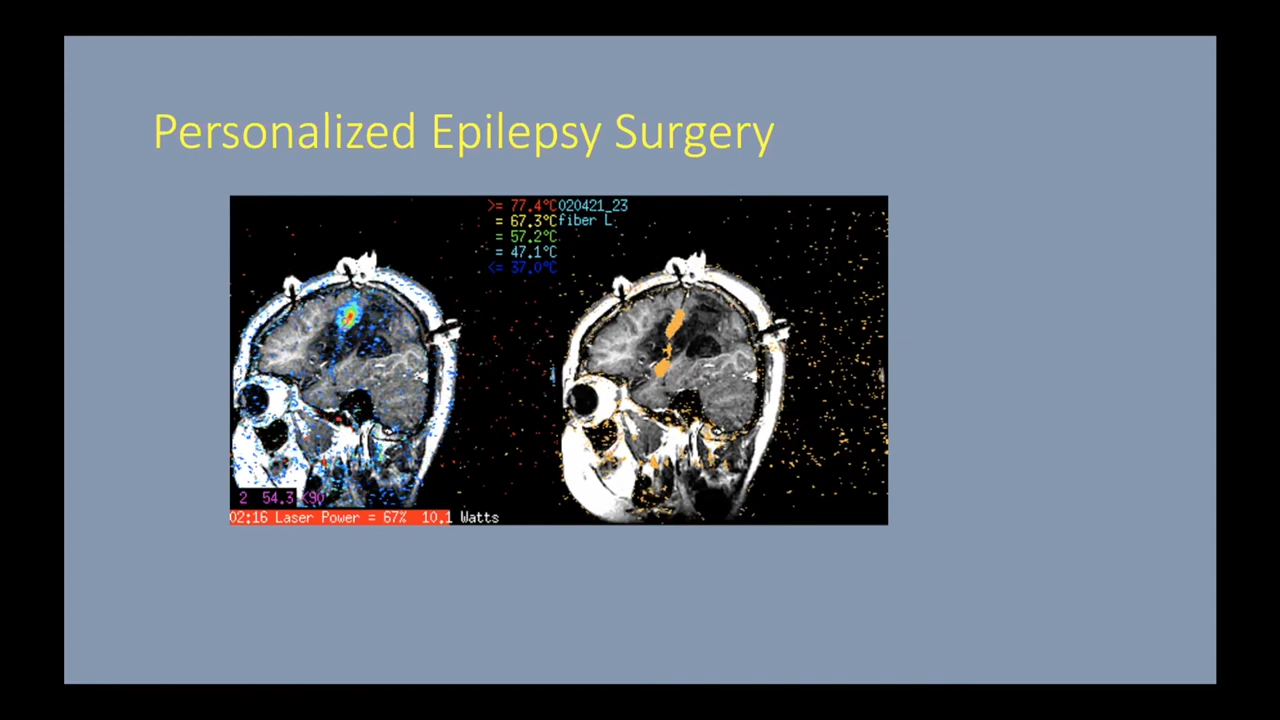 Personalized Epilepsy Surgery
>= 77.4°C 020421_23
= 67.3°C fiber L
= 57.2°C
= 47.1°C
<= 37.0°C
2 54.3 <90
02:16 Laser Power = 67% 10.1 Watts